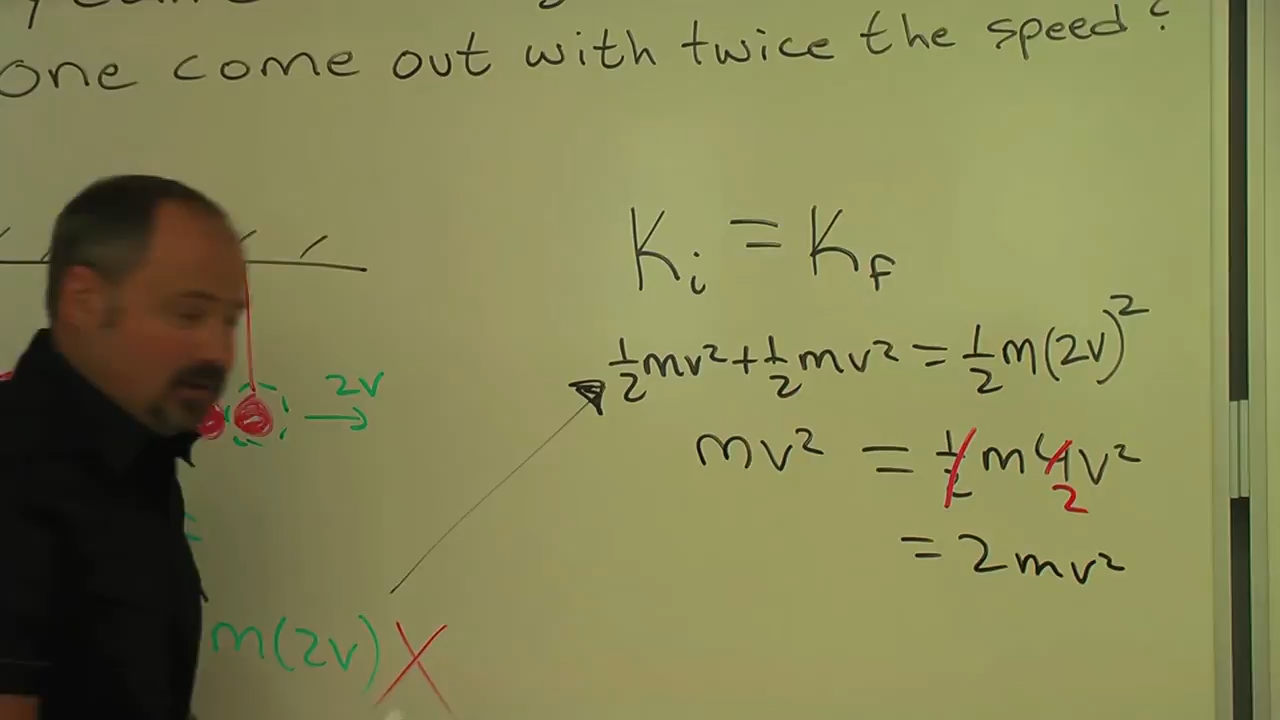 one come out with twice the speed?
Ki = Kf
½mv² + ½mv² = ½m(2v)²
2v
mv² = ½m4v²
2
= 2mv²
m(2v) X